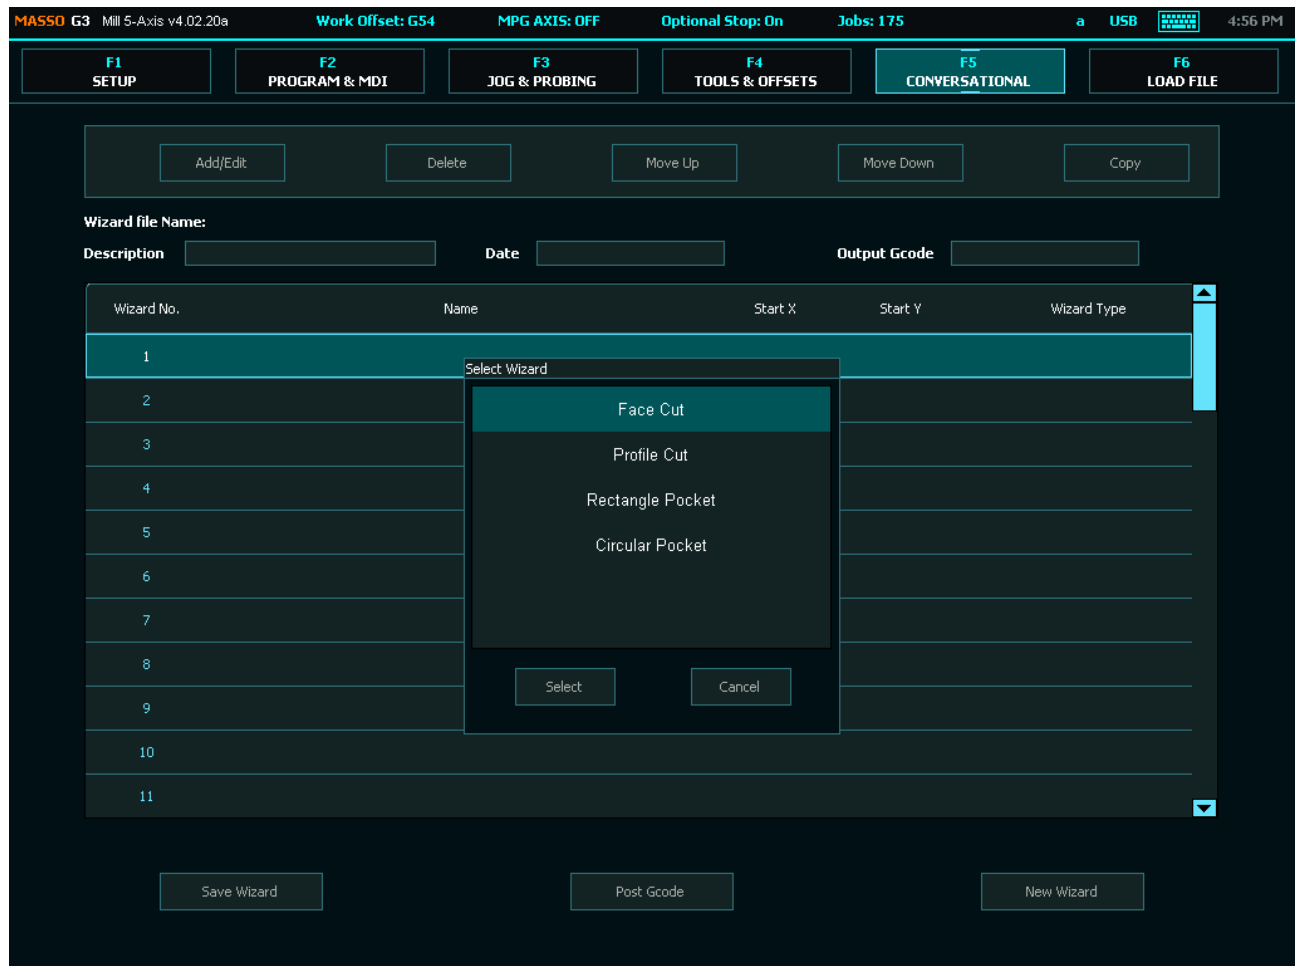 MASSO G3 Mill 5-Axis v4.02.20a Work Offset: G54 MPG AXIS: OFF Optional Stop: On Jobs: 175 a USB 4:56 PM
F1 F2 F3 F4 F5 F6
SETUP PROGRAM & MDI JOG & PROBING TOOLS & OFFSETS CONVERSATIONAL LOAD FILE
Add/Edit Delete Move Up Move Down Copy
Wizard file Name:
Description Date Output Gcode
Wizard No. Name Start X Start Y Wizard Type
1
Select Wizard
Face Cut
2
3
Profile Cut
4
Rectangle Pocket
5
Circular Pocket
6
7
8
Select Cancel
9
10
11
Save Wizard Post Gcode New Wizard